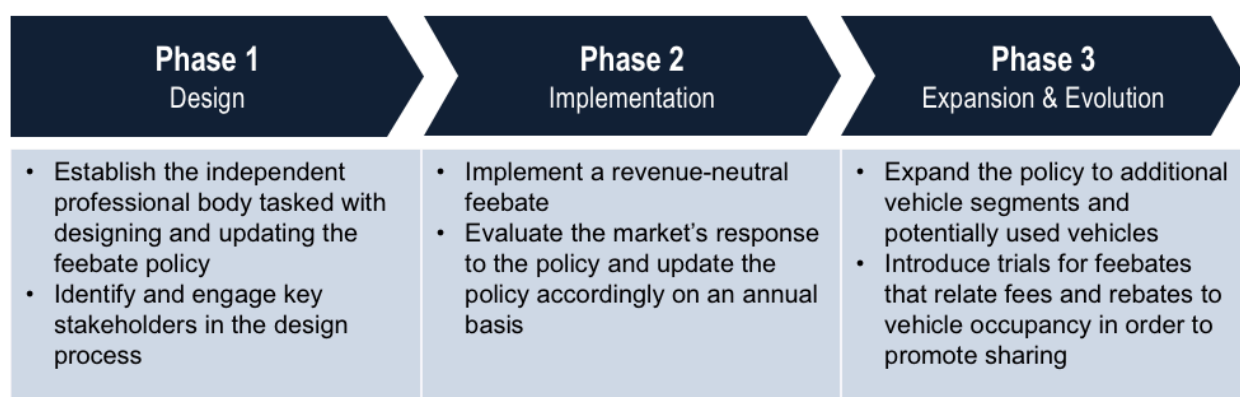 Phase 1
Design
Phase 2
Implementation
Phase 3
Expansion & Evolution
• Establish the independent
professional body tasked with
designing and updating the
feebate policy
• Identify and engage key
stakeholders in the design
process
• Implement a revenue-neutral
feebate
• Evaluate the market’s response
to the policy and update the
policy accordingly on an annual
basis
• Expand the policy to additional
vehicle segments and
potentially used vehicles
• Introduce trials for feebates
that relate fees and rebates to
vehicle occupancy in order to
promote sharing